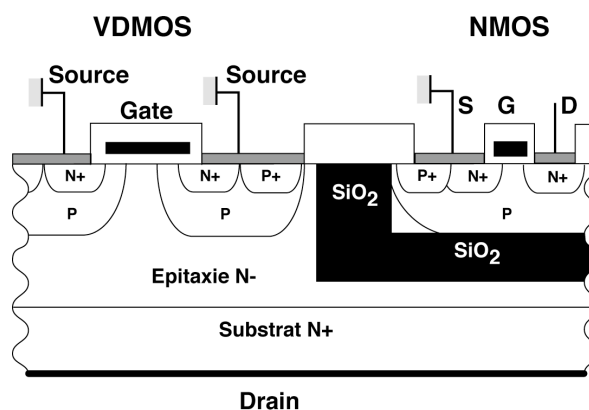 VDMOS NMOS
Source Source
Gate S G D
N+ N+ P+ SiO2 P+ N+ N+
P P P
SiO2
Epitaxie N-
Substrat N+
Drain